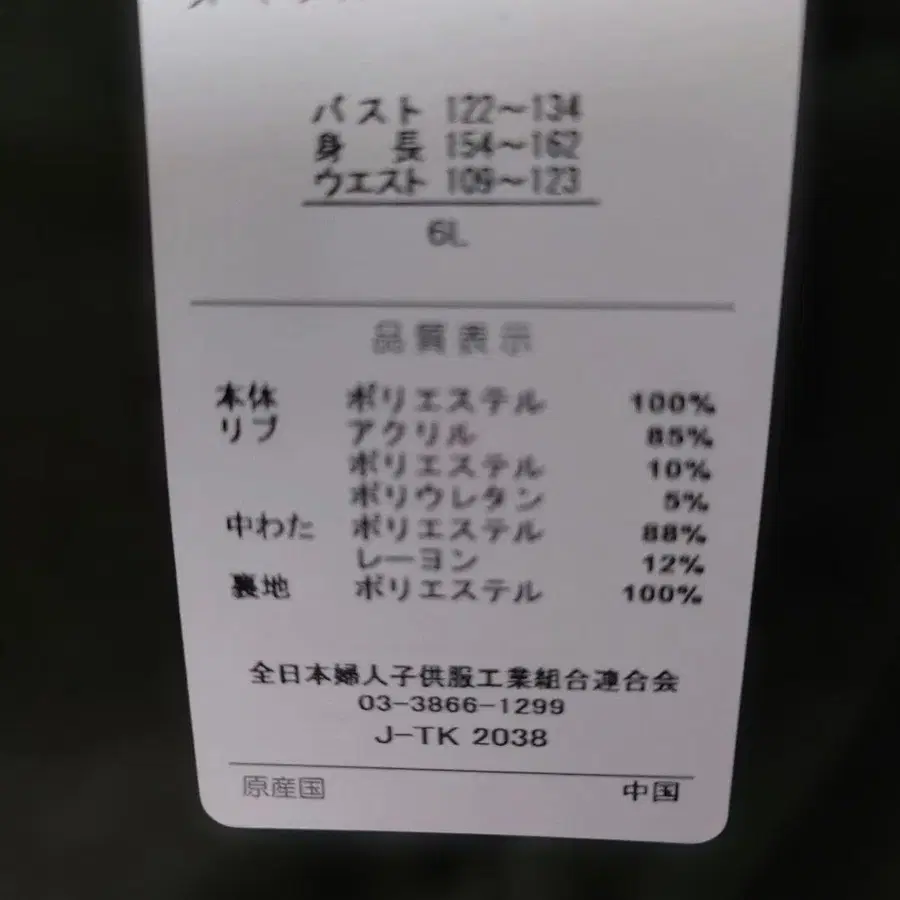 バスト 122～134
身長 154～162
ウエスト 109～123
6L
品質表示
本体 ポリエステル 100%
リブ アクリル 85%
ポリエステル 10%
ポリウレタン 5%
中わた ポリエステル 88%
レーヨン 12%
裏地 ポリエステル 100%
全日本婦人子供服工業組合連合会
03-3866-1299
J-TK 2038
原産国 中国